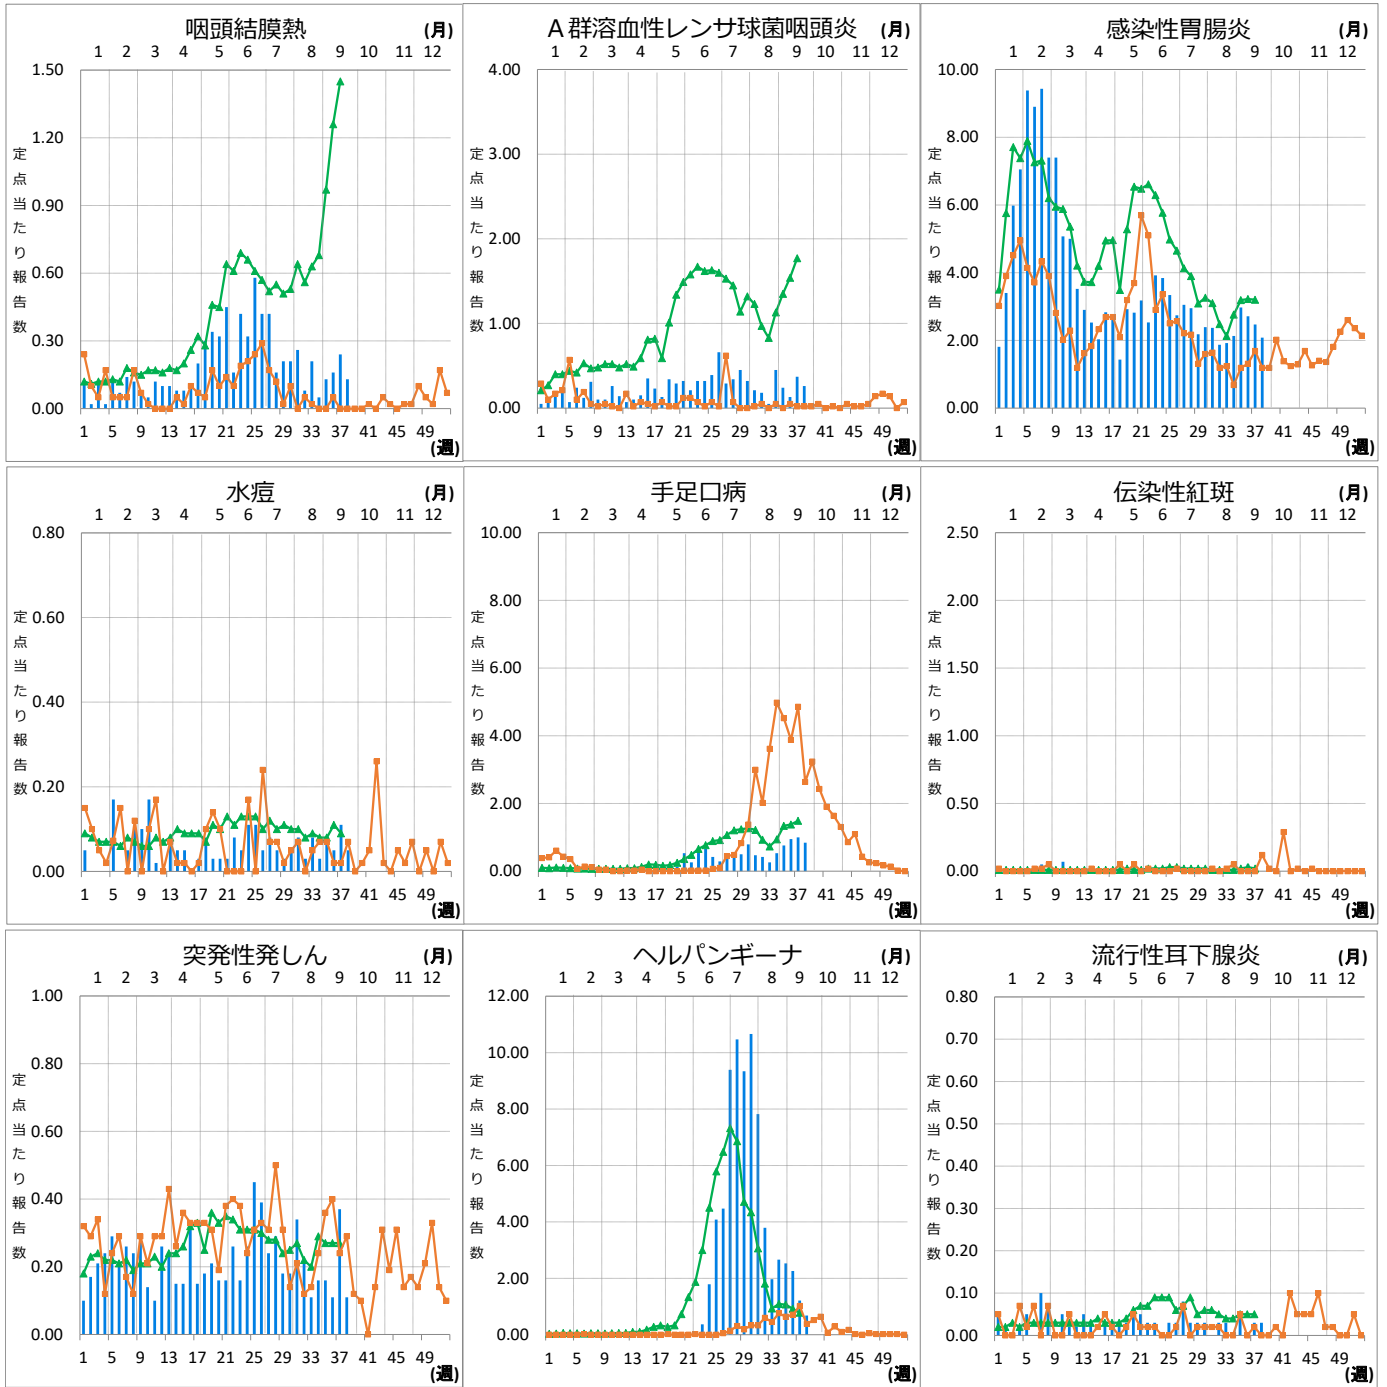 咽頭結膜熱 (月)
1 2 3 4 5 6 7 8 9 10 11 12
定点当たり報告数
1.50
1.20
0.90
0.60
0.30
0.00
1 5 9 13 17 21 25 29 33 37 41 45 49
(週)
A群溶血性レンサ球菌咽頭炎 (月)
1 2 3 4 5 6 7 8 9 10 11 12
定点当たり報告数
4.00
3.00
2.00
1.00
0.00
1 5 9 13 17 21 25 29 33 37 41 45 49
(週)
感染性胃腸炎 (月)
1 2 3 4 5 6 7 8 9 10 11 12
定点当たり報告数
10.00
8.00
6.00
4.00
2.00
0.00
1 5 9 13 17 21 25 29 33 37 41 45 49
(週)
水痘 (月)
1 2 3 4 5 6 7 8 9 10 11 12
定点当たり報告数
0.80
0.60
0.40
0.20
0.00
1 5 9 13 17 21 25 29 33 37 41 45 49
(週)
手足口病 (月)
1 2 3 4 5 6 7 8 9 10 11 12
定点当たり報告数
10.00
8.00
6.00
4.00
2.00
0.00
1 5 9 13 17 21 25 29 33 37 41 45 49
(週)
伝染性紅斑 (月)
1 2 3 4 5 6 7 8 9 10 11 12
定点当たり報告数
2.50
2.00
1.50
1.00
0.50
0.00
1 5 9 13 17 21 25 29 33 37 41 45 49
(週)
突発性発しん (月)
1 2 3 4 5 6 7 8 9 10 11 12
定点当たり報告数
1.00
0.80
0.60
0.40
0.20
0.00
1 5 9 13 17 21 25 29 33 37 41 45 49
(週)
ヘルパンギーナ (月)
1 2 3 4 5 6 7 8 9 10 11 12
定点当たり報告数
12.00
10.00
8.00
6.00
4.00
2.00
0.00
1 5 9 13 17 21 25 29 33 37 41 45 49
(週)
流行性耳下腺炎 (月)
1 2 3 4 5 6 7 8 9 10 11 12
定点当たり報告数
0.80
0.70
0.60
0.50
0.40
0.30
0.20
0.10
0.00
1 5 9 13 17 21 25 29 33 37 41 45 49
(週)